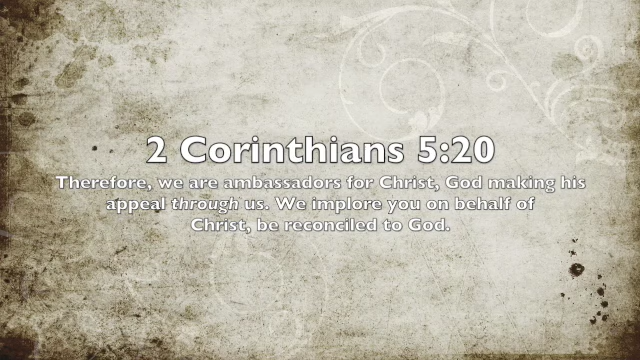 2 Corinthians 5:20
Therefore, we are ambassadors for Christ, God making his
appeal through us. We implore you on behalf of
Christ, be reconciled to God.